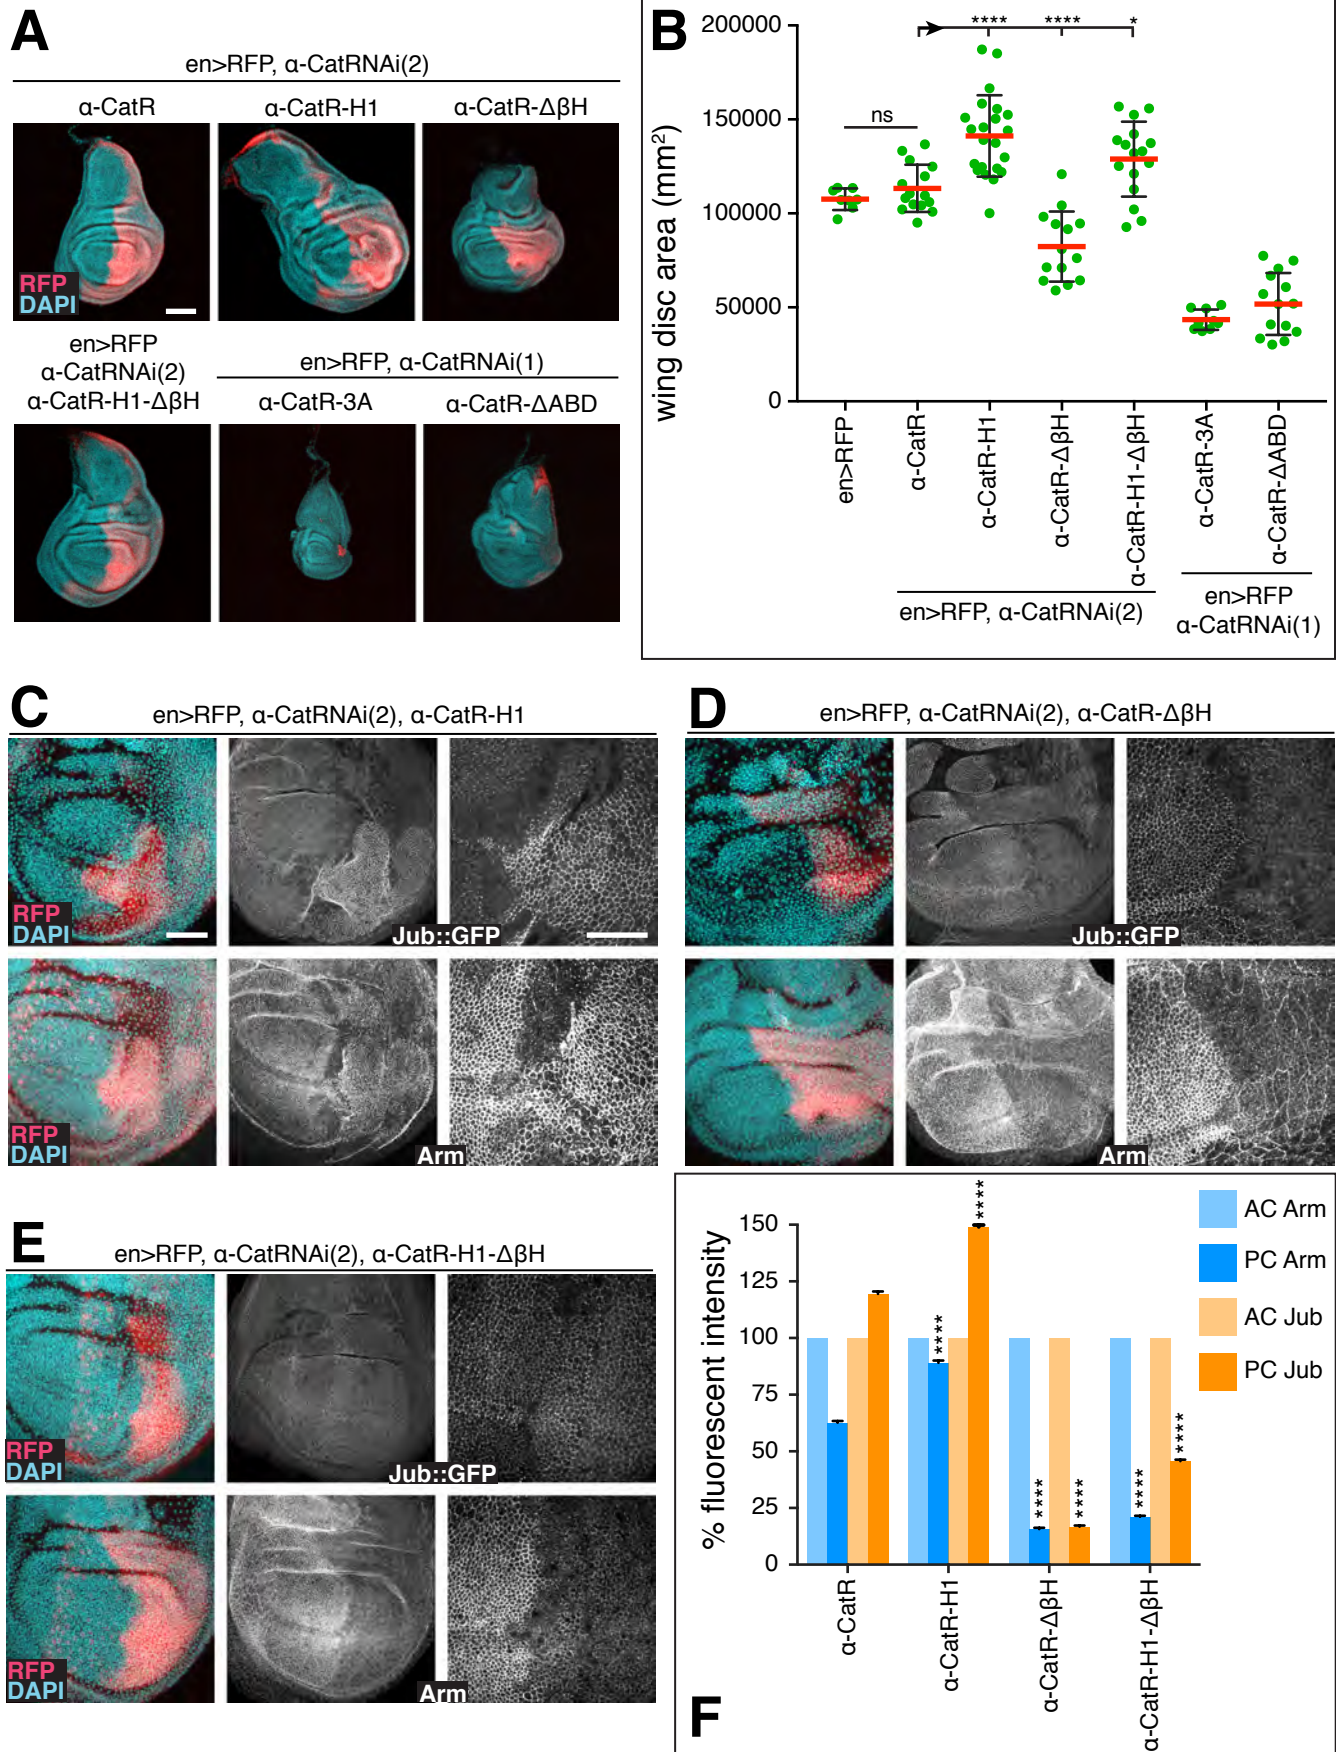 A
en>RFP, α-CatRNAi(2)
α-CatR
α-CatR-H1
α-CatR-ΔβH
RFP
DAPI
en>RFP
α-CatRNAi(2)
α-CatR-H1-ΔβH
en>RFP, α-CatRNAi(1)
α-CatR-3A
α-CatR-ΔABD
B
wing disc area (mm²)
200000
150000
100000
50000
0
ns
****
****
*
en>RFP
α-CatR
α-CatR-H1
α-CatR-ΔβH
α-CatR-H1-ΔβH
α-CatR-3A
α-CatR-ΔABD
en>RFP, α-CatRNAi(2)
en>RFP
α-CatRNAi(1)
C
en>RFP, α-CatRNAi(2), α-CatR-H1
RFP
DAPI
Jub::GFP
RFP
DAPI
Arm
D
en>RFP, α-CatRNAi(2), α-CatR-ΔβH
Jub::GFP
Arm
E
en>RFP, α-CatRNAi(2), α-CatR-H1-ΔβH
RFP
DAPI
Jub::GFP
RFP
DAPI
Arm
F
% fluorescent intensity
150
125
100
75
50
25
0
****
****
****
****
****
****
α-CatR
α-CatR-H1
α-CatR-ΔβH
α-CatR-H1-ΔβH
AC Arm
PC Arm
AC Jub
PC Jub